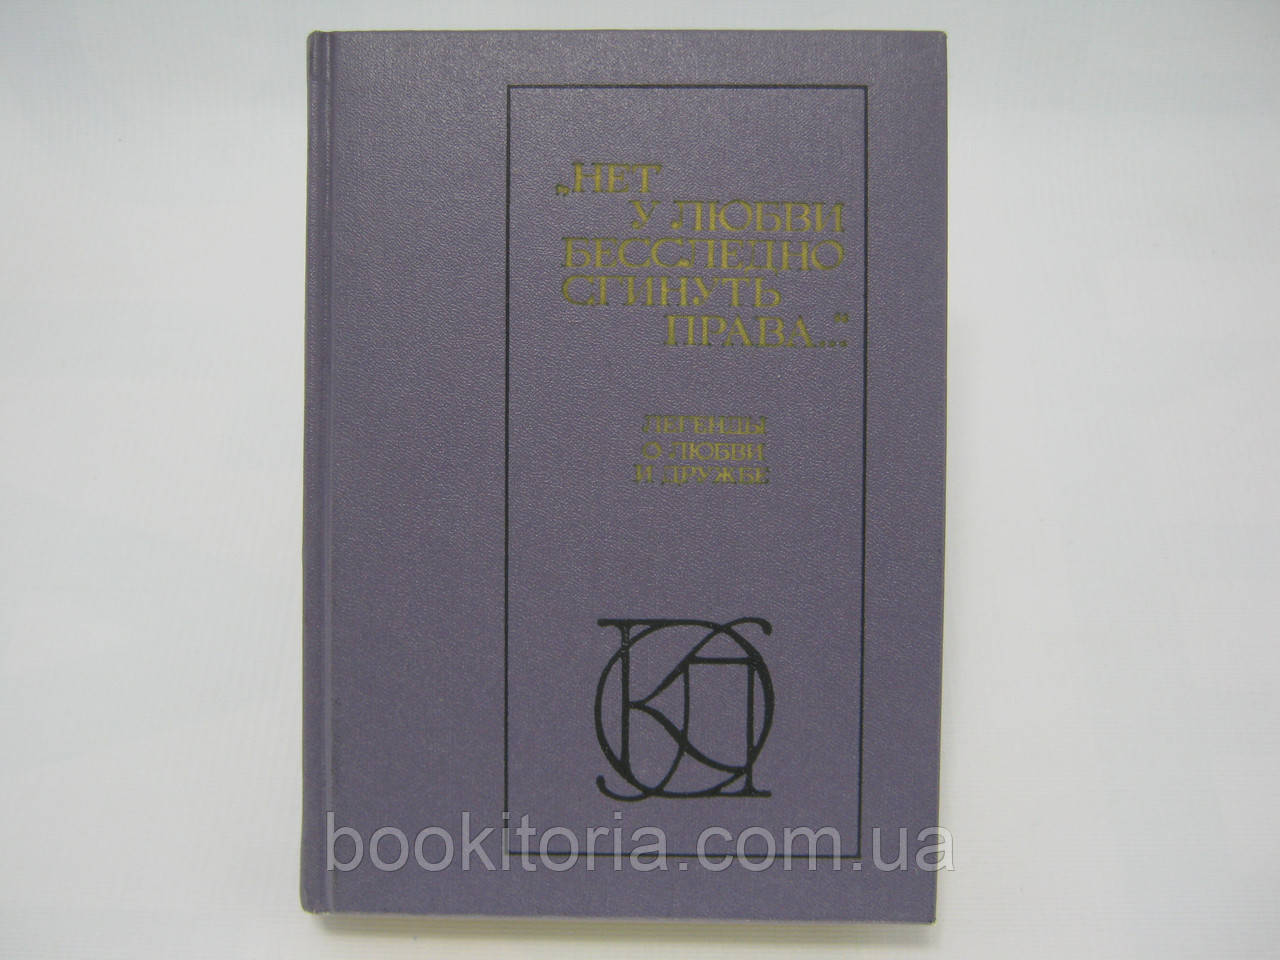 „НЕТ
У ЛЮБВИ
БЕССЛЕДНО
СГИНУТЬ
ПРАВА...“
ЛЕГЕНДЫ
О ЛЮБВИ
И ДРУЖБЕ
bookitoria.com.ua